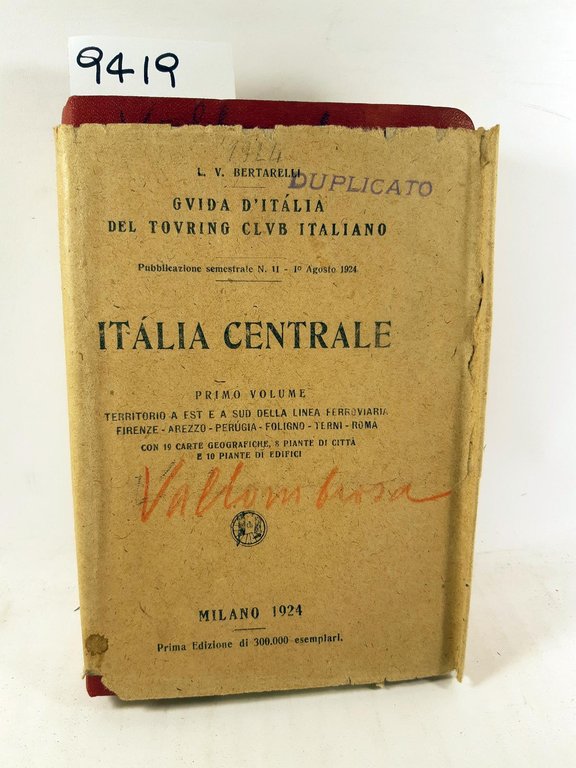 9419
1924
L. V. BERTARELLI
DUPLICATO
GVIDA D'ITÁLIA
DEL TOVRING CLVB ITALIANO
Pubblicazione semestrale N. 11 - 1º Agosto 1924
ITÁLIA CENTRALE
PRIMO VOLUME
TERRITORIO A EST E A SUD DELLA LINEA FERROVIARIA
FIRENZE - AREZZO - PERÚGIA - FOLIGNO - TERNI - ROMA
CON 19 CARTE GEOGRAFICHE, 8 PIANTE DI CITTÀ
E 10 PIANTE DI EDIFICI
Vallombrosa
MILANO 1924
Prima Edizione di 300.000 esemplari.